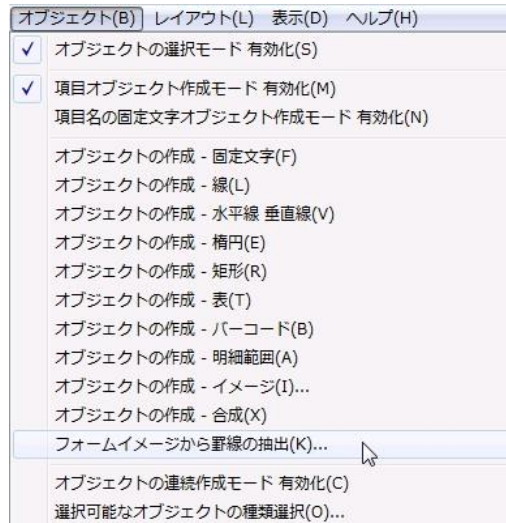 オブジェクト(B) レイアウト(L) 表示(D) ヘルプ(H)
オブジェクトの選択モード 有効化(S)
項目オブジェクト作成モード 有効化(M)
項目名の固定文字オブジェクト作成モード 有効化(N)
オブジェクトの作成 - 固定文字(F)
オブジェクトの作成 - 線(L)
オブジェクトの作成 - 水平線 垂直線(V)
オブジェクトの作成 - 楕円(E)
オブジェクトの作成 - 矩形(R)
オブジェクトの作成 - 表(T)
オブジェクトの作成 - バーコード(B)
オブジェクトの作成 - 明細範囲(A)
オブジェクトの作成 - イメージ(I)...
オブジェクトの作成 - 合成(X)
フォームイメージから罫線の抽出(K)...
オブジェクトの連続作成モード 有効化(C)
選択可能なオブジェクトの種類選択(O)...